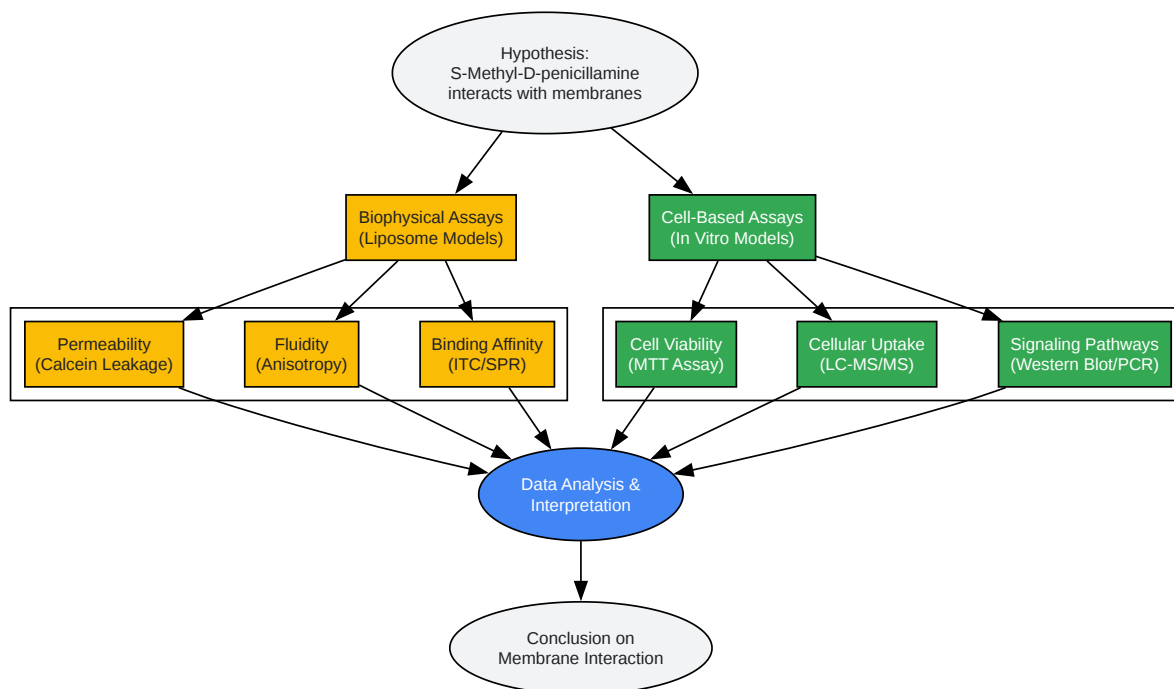 Hypothesis:
S-Methyl-D-penicillamine
interacts with membranes
Biophysical Assays
(Liposome Models)
Cell-Based Assays
(In Vitro Models)
Permeability
(Calcein Leakage)
Fluidity
(Anisotropy)
Binding Affinity
(ITC/SPR)
Cell Viability
(MTT Assay)
Cellular Uptake
(LC-MS/MS)
Signaling Pathways
(Western Blot/PCR)
Data Analysis &
Interpretation
Conclusion on
Membrane Interaction